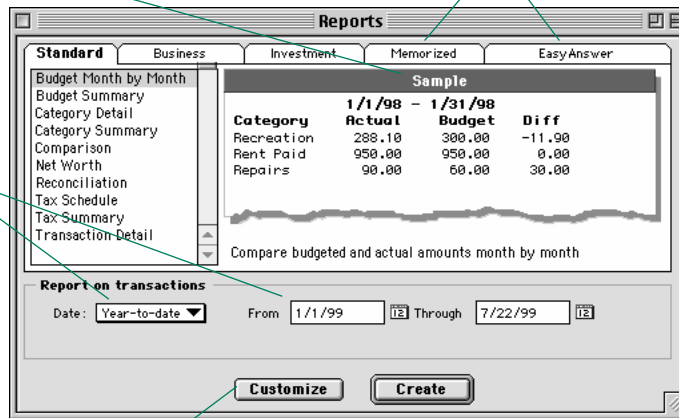 Reports
Standard Business Investment Memorized EasyAnswer
Budget Month by Month
Budget Summary
Category Detail
Category Summary
Comparison
Net Worth
Reconciliation
Tax Schedule
Tax Summary
Transaction Detail
Sample
1/1/98 - 1/31/98
Category Actual Budget Diff
Recreation 288.10 300.00 -11.90
Rent Paid 950.00 950.00 0.00
Repairs 90.00 60.00 30.00
Compare budgeted and actual amounts month by month
Report on transactions
Date: Year-to-date From 1/1/99 12 Through 7/22/99 12
Customize Create